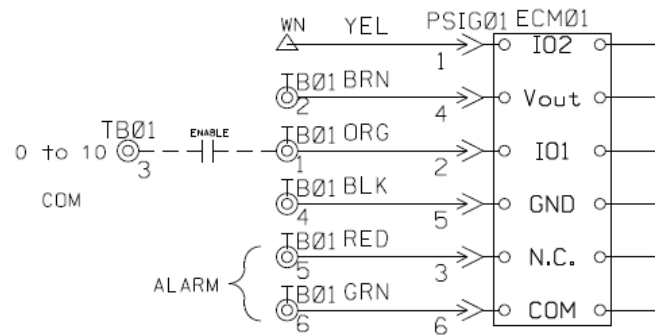 WN YEL PSIG01 ECM01
1 IO2
TB01 BRN
2 4 Vout
TB01 ENABLE TB01 ORG
0 to 10 3 1 2 IO1
COM
TB01 BLK
4 5 GND
TB01 RED
5 3 N.C.
ALARM
TB01 GRN
6 6 COM